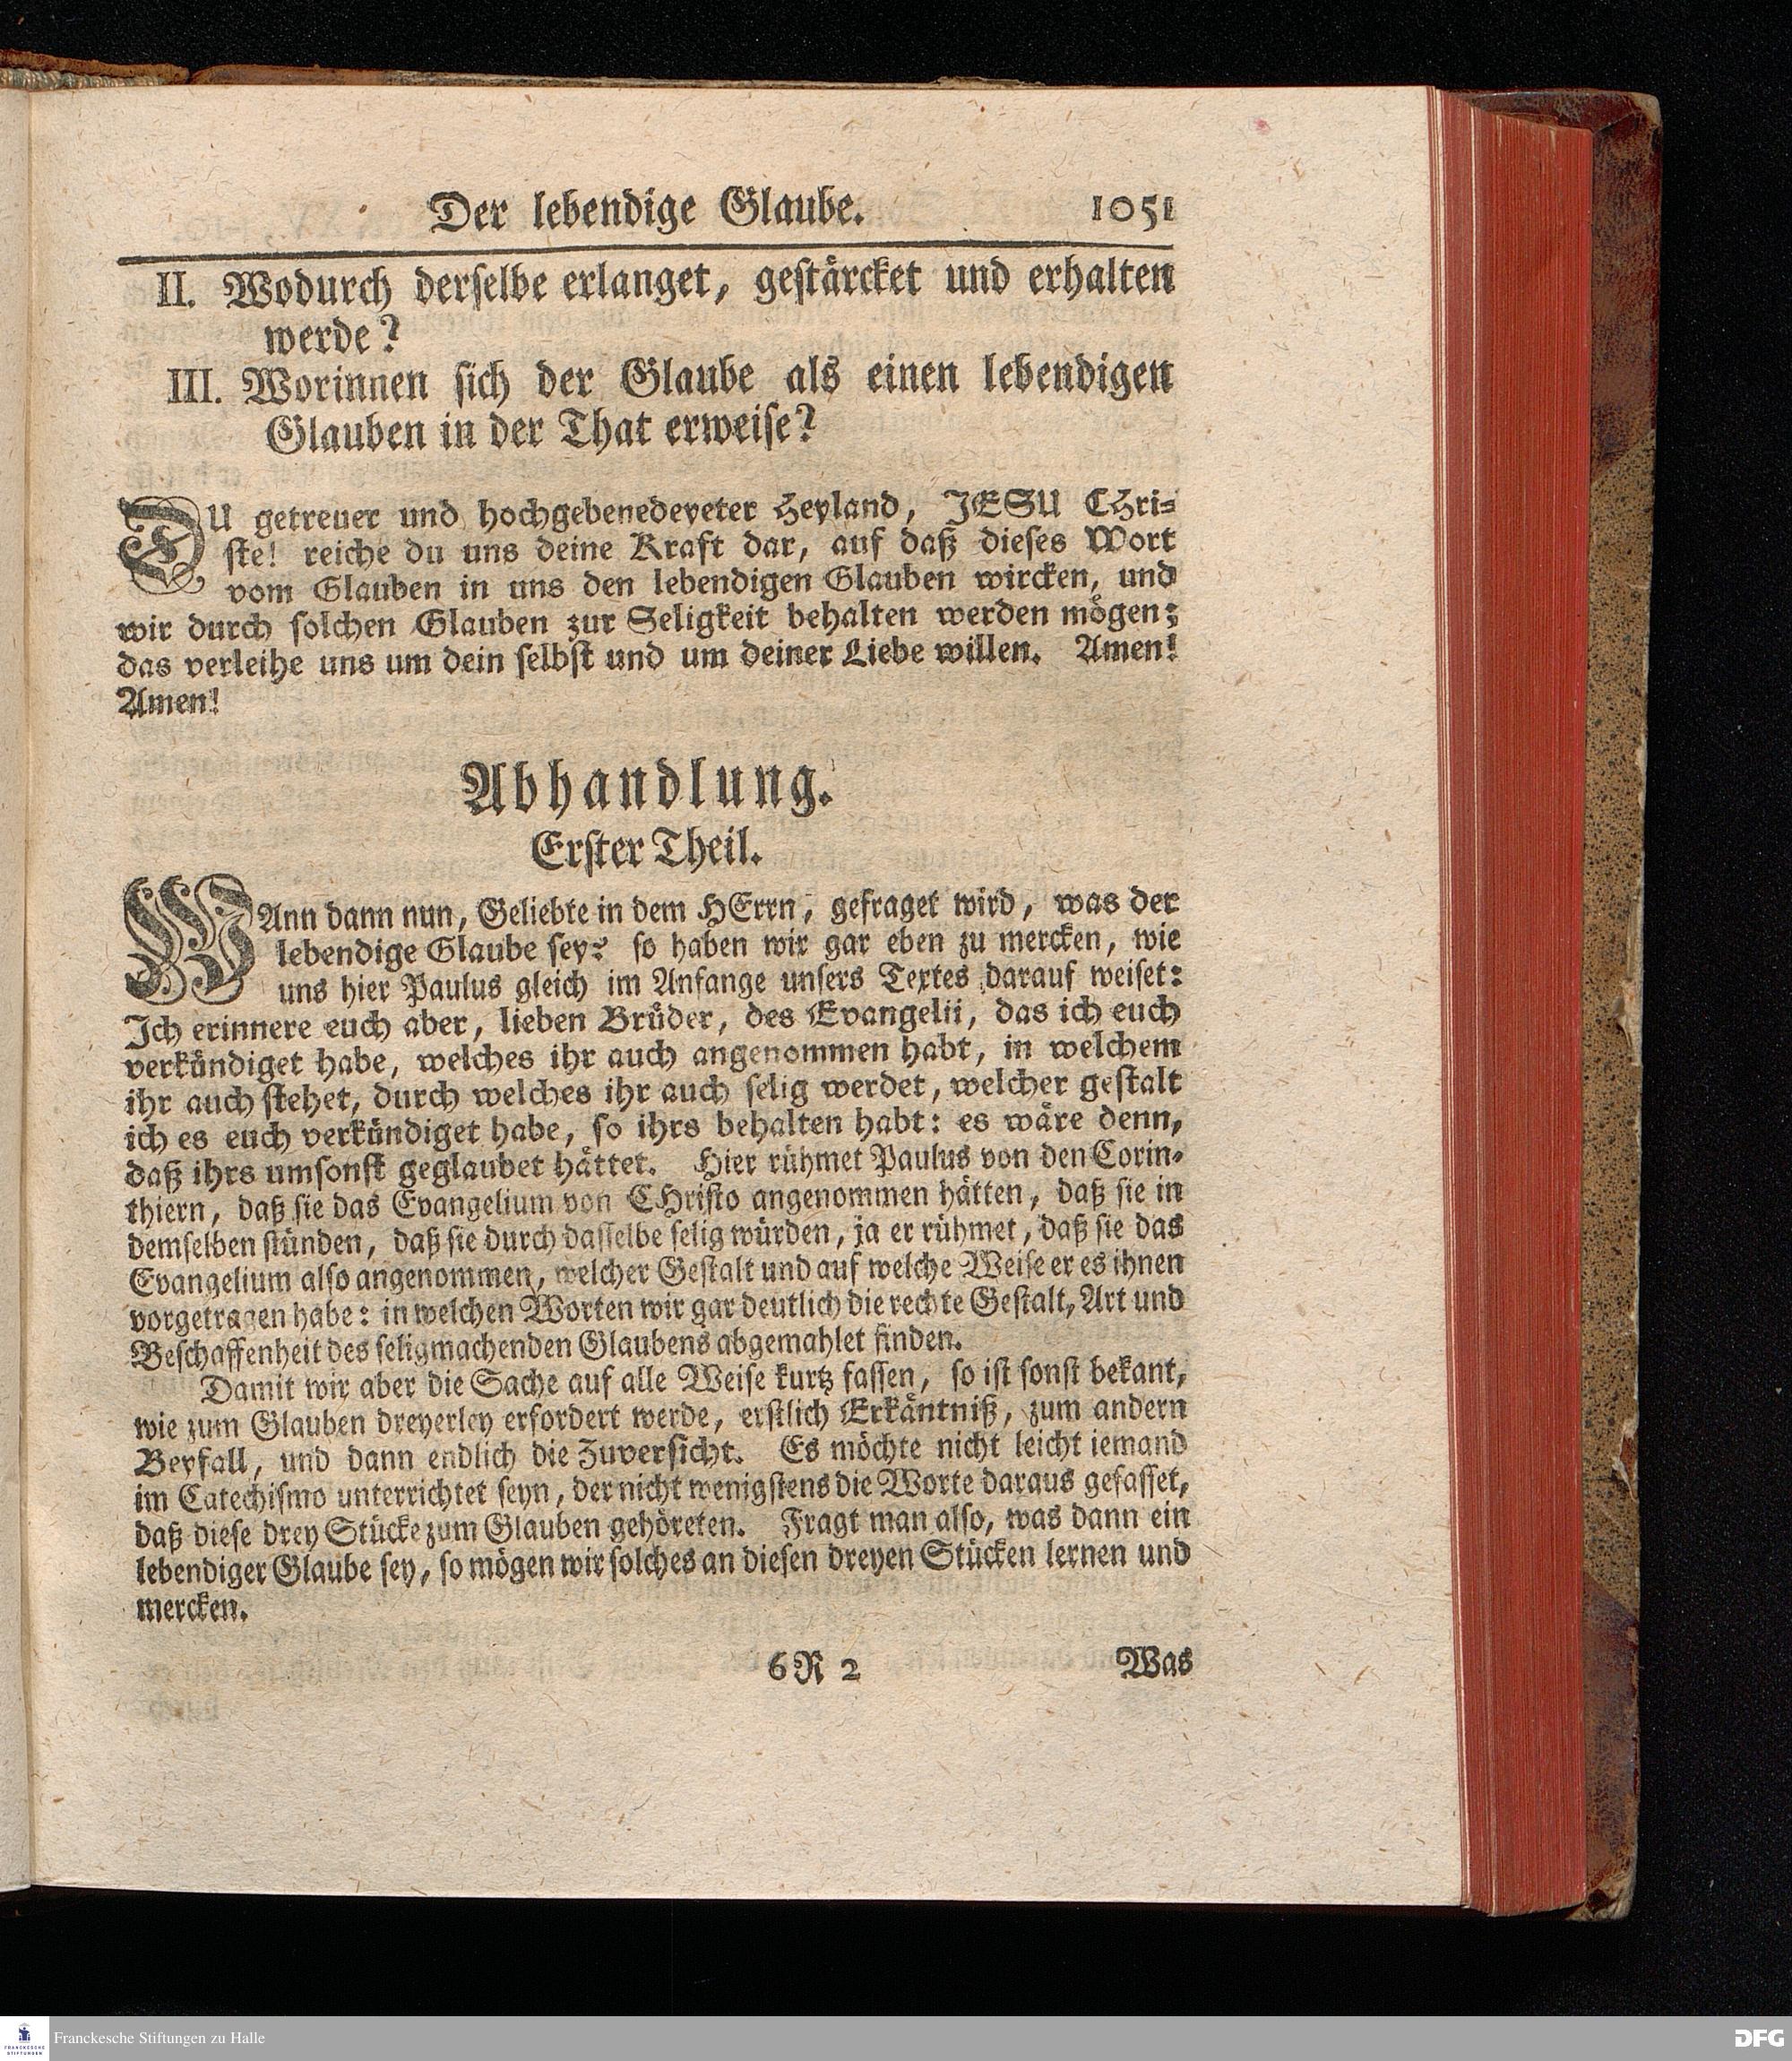 Der lebendige Glaube. 1051
II. Wodurch derselbe erlanget, gestärcket und erhalten
werde?
III. Worinnen sich der Glaube als einen lebendigen
Glauben in der That erweise?
DU getreuer und hochgebenedeyeter Heyland, JESU CHri-
ste! reiche du uns deine Kraft dar, auf daß dieses Wort
vom Glauben in uns den lebendigen Glauben wircken, und
wir durch solchen Glauben zur Seligkeit behalten werden mögen;
das verleihe uns um dein selbst und um deiner Liebe willen. Amen!
Amen!
Abhandlung.
Erster Theil.
WAnn dann nun, Geliebte in dem HErrn, gefraget wird, was der
lebendige Glaube sey? so haben wir gar eben zu mercken, wie
uns hier Paulus gleich im Anfange unsers Textes darauf weiset:
Ich erinnere euch aber, lieben Brüder, des Evangelii, das ich euch
verkündiget habe, welches ihr auch angenommen habt, in welchem
ihr auch stehet, durch welches ihr auch selig werdet, welcher gestalt
ich es euch verkündiget habe, so ihrs behalten habt: es wäre denn,
daß ihrs umsonst geglaubet hättet. Hier rühmet Paulus von den Corin-
thiern, daß sie das Evangelium von CHristo angenommen hätten, daß sie in
demselben stünden, daß sie durch dasselbe selig würden, ja er rühmet, daß sie das
Evangelium also angenommen, welcher Gestalt und auf welche Weise er es ihnen
vorgetragen habe: in welchen Worten wir gar deutlich die rechte Gestalt, Art und
Beschaffenheit des seligmachenden Glaubens abgemahlet finden.
Damit wir aber die Sache auf alle Weise kurtz fassen, so ist sonst bekant,
wie zum Glauben dreyerley erfordert werde, erstlich Erkäntniß, zum andern
Beyfall, und dann endlich die Zuversicht. Es möchte nicht leicht iemand
im Catechismo unterrichtet seyn, der nicht wenigstens die Worte daraus gefasset,
daß diese drey Stücke zum Glauben gehöreten. Fragt man also, was dann ein
lebendiger Glaube sey, so mögen wir solches an diesen dreyen Stücken lernen und
mercken.
6R 2 Was
FRANCKESCHE
STIFTUNGEN
Franckesche Stiftungen zu Halle
DFG